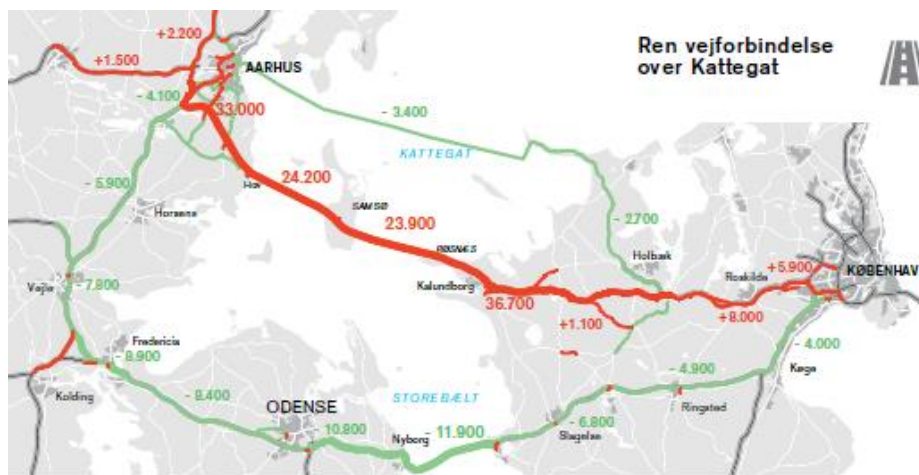 Ren vejforbindelse
over Kattegat
+2.200
+1.500
AARHUS
- 4.100
33.000
- 3.400
KATTEGAT
24.200
Hov
- 5.900
SAMSØ
Horsens
23.900
- 2.700
RØSNÆS
Holbæk
+5.900
KØBENHAV
Roskilde
Vejle
- 7.800
Kalundborg
36.700
+1.100
+8.000
Fredericia
- 8.900
- 4.000
- 4.900
Køge
Kolding
- 8.400
STOREBÆLT
ODENSE
Ringsted
- 6.800
10.800
Nyborg
- 11.900
Slagelse